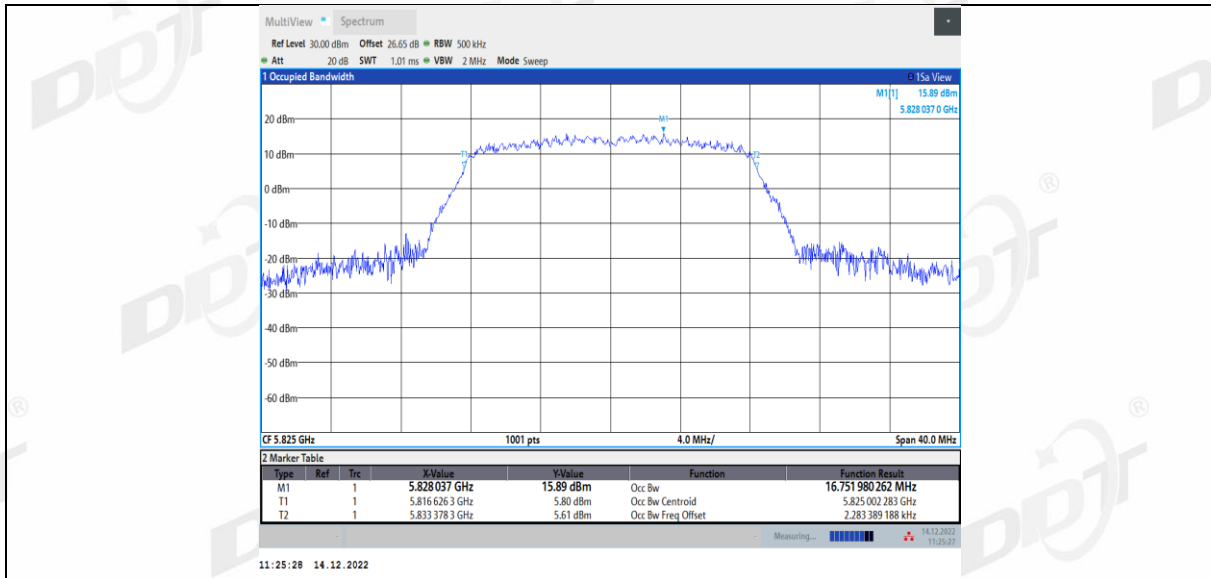 MultiView Spectrum
Ref Level 30.00 dBm Offset 26.65 dB RBW 500 kHz
Att 20 dB SWT 1.01 ms VBW 2 MHz Mode Sweep
1 Occupied Bandwidth 1Sa View
M1[1] 15.89 dBm
5.828 037 0 GHz
20 dBm
M1
10 dBm
T1 T2
0 dBm
-10 dBm
-20 dBm
-30 dBm
-40 dBm
-50 dBm
-60 dBm
CF 5.825 GHz 1001 pts 4.0 MHz/ Span 40.0 MHz
2 Marker Table
Type Ref Trc X-Value Y-Value Function Function Result
M1 1 5.828 037 GHz 15.89 dBm Occ Bw 16.751 980 262 MHz
T1 1 5.816 626 3 GHz 5.80 dBm Occ Bw Centroid 5.825 002 283 GHz
T2 1 5.833 378 3 GHz 5.61 dBm Occ Bw Freq Offset 2.283 389 188 kHz
Measuring... 14.12.2022
11:25:27
11:25:28 14.12.2022